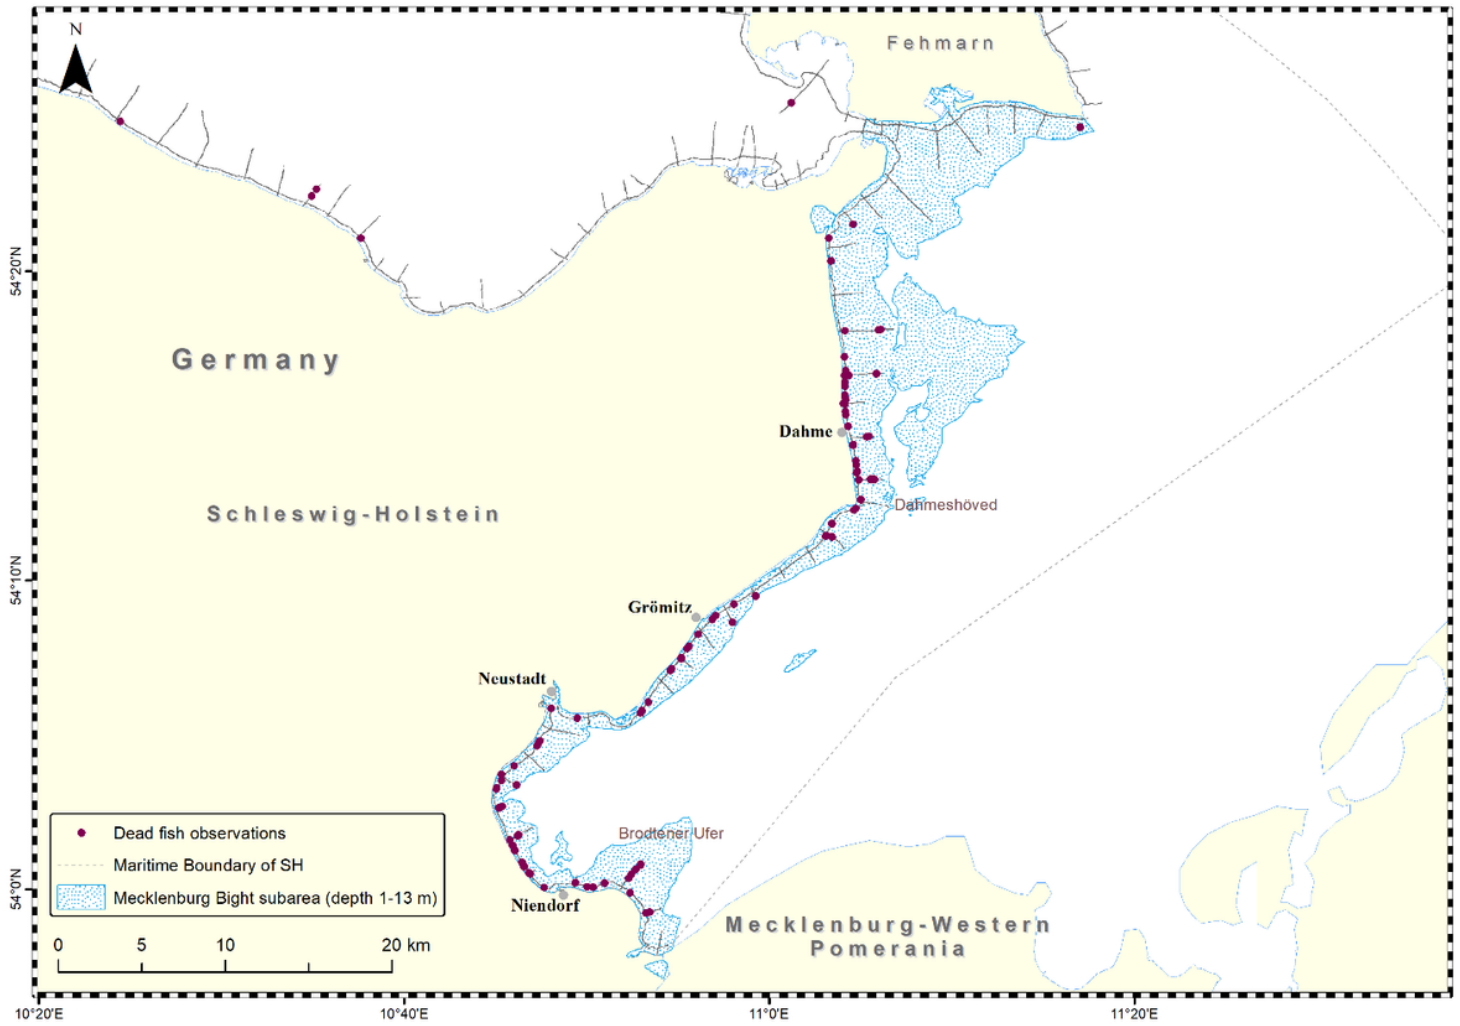 N
Fehmarn
54°20'N
Germany
Dahme
Schleswig-Holstein
Dahmeshöved
54°10'N
Grömitz
Neustadt
Brodtener Ufer
Dead fish observations
Maritime Boundary of SH
Mecklenburg Bight subarea (depth 1-13 m)
54°0'N
Niendorf
Mecklenburg-Western
Pomerania
0 5 10 20 km
10°20'E 10°40'E 11°0'E 11°20'E